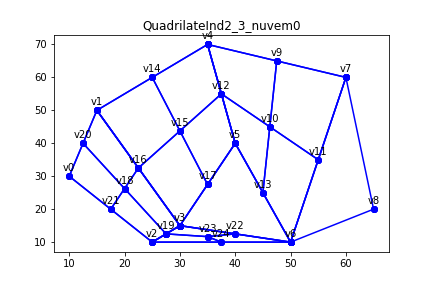 QuadrilateInd2_3_nuvem0
v4
v9
v14
v7
v12
v1
v10
v15
v20
v5
v11
v16
v0
v18
v17
v13
v21
v8
v3
v19
v2
v23
v22
v24
v6
70
60
50
40
30
20
10
10 20 30 40 50 60